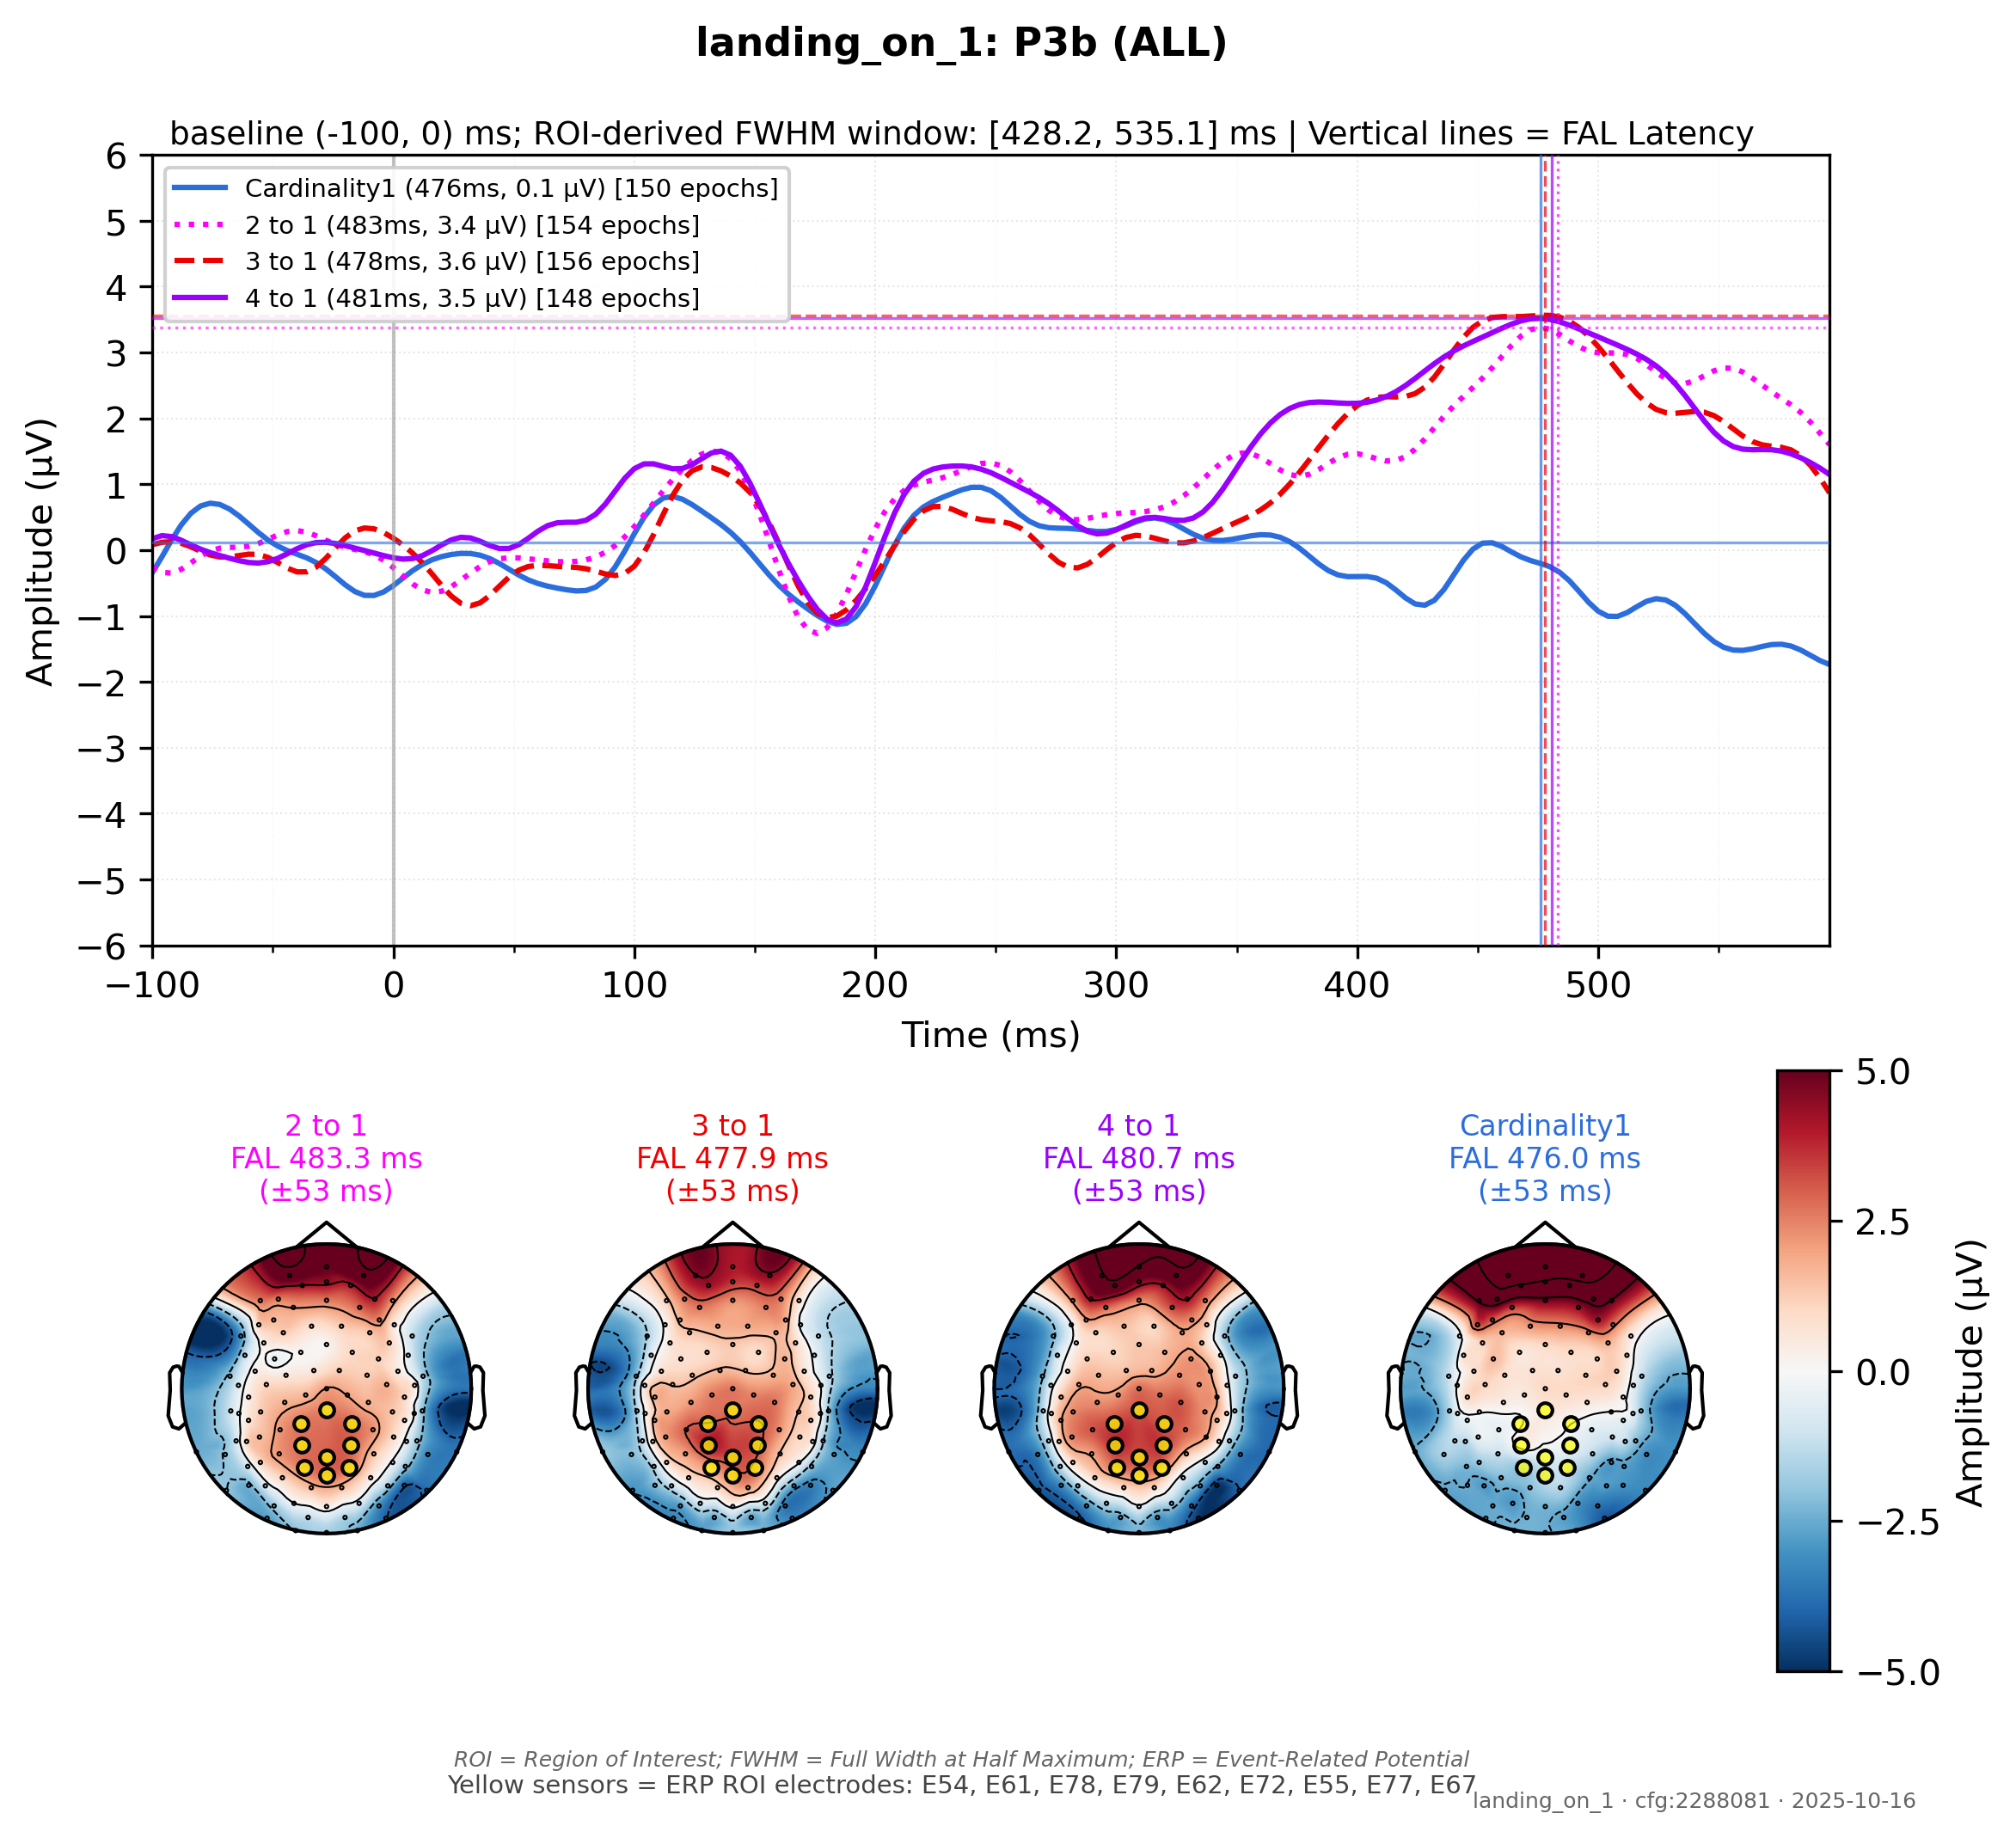 landing_on_1: P3b (ALL)
baseline (-100, 0) ms; ROI-derived FWHM window: [428.2, 535.1] ms | Vertical lines = FAL Latency
Cardinality1 (476ms, 0.1 μV) [150 epochs]
2 to 1 (483ms, 3.4 μV) [154 epochs]
3 to 1 (478ms, 3.6 μV) [156 epochs]
4 to 1 (481ms, 3.5 μV) [148 epochs]
Amplitude (μV)
6
5
4
3
2
1
0
−1
−2
−3
−4
−5
−6
−100 0 100 200 300 400 500
Time (ms)
2 to 1
FAL 483.3 ms
(±53 ms)
3 to 1
FAL 477.9 ms
(±53 ms)
4 to 1
FAL 480.7 ms
(±53 ms)
Cardinality1
FAL 476.0 ms
(±53 ms)
5.0
2.5
0.0
−2.5
−5.0
Amplitude (μV)
ROI = Region of Interest; FWHM = Full Width at Half Maximum; ERP = Event-Related Potential
Yellow sensors = ERP ROI electrodes: E54, E61, E78, E79, E62, E72, E55, E77, E67
landing_on_1 · cfg:2288081 · 2025-10-16